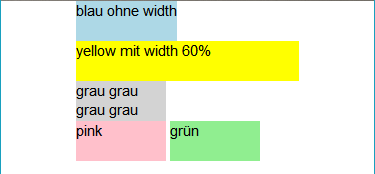 blau ohne width
yellow mit width 60%
grau grau
grau grau
pink grün